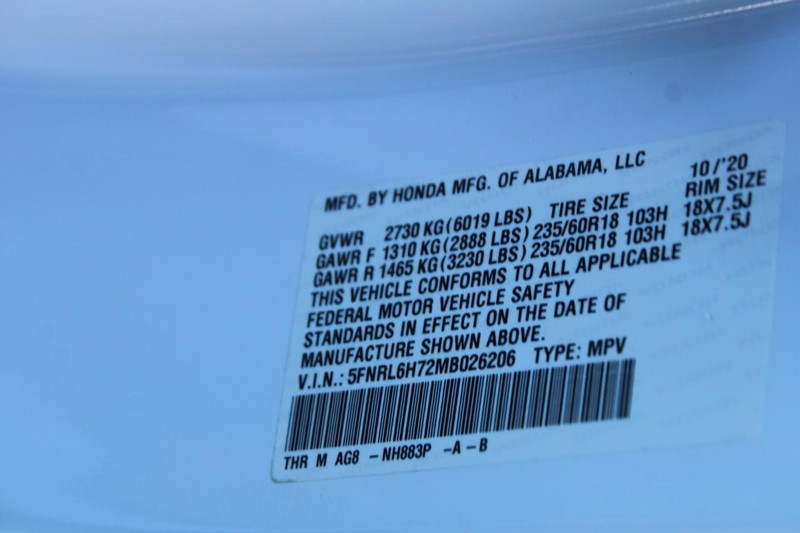 MFD. BY HONDA MFG. OF ALABAMA, LLC 10/'20
GVWR 2730 KG(6019 LBS) TIRE SIZE RIM SIZE
GAWR F 1310 KG(2888 LBS)235/60R18 103H 18X7.5J
GAWR R 1465 KG(3230 LBS)235/60R18 103H 18X7.5J
THIS VEHICLE CONFORMS TO ALL APPLICABLE
FEDERAL MOTOR VEHICLE SAFETY
STANDARDS IN EFFECT ON THE DATE OF
MANUFACTURE SHOWN ABOVE.
V.I.N.: 5FNRL6H72MB026206 TYPE: MPV
THR M AG8 -NH883P -A-B